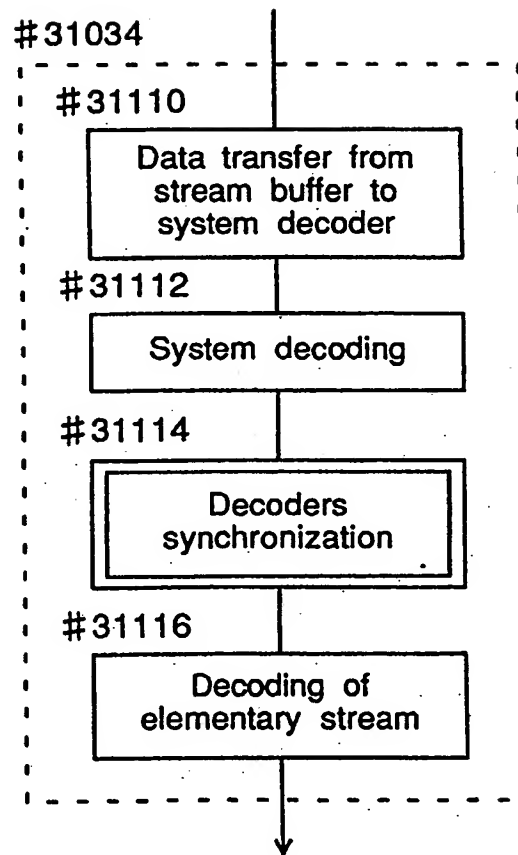 #31034
#31110
Data transfer from
stream buffer to
system decoder
#31112
System decoding
#31114
Decoders
synchronization
#31116
Decoding of
elementary stream